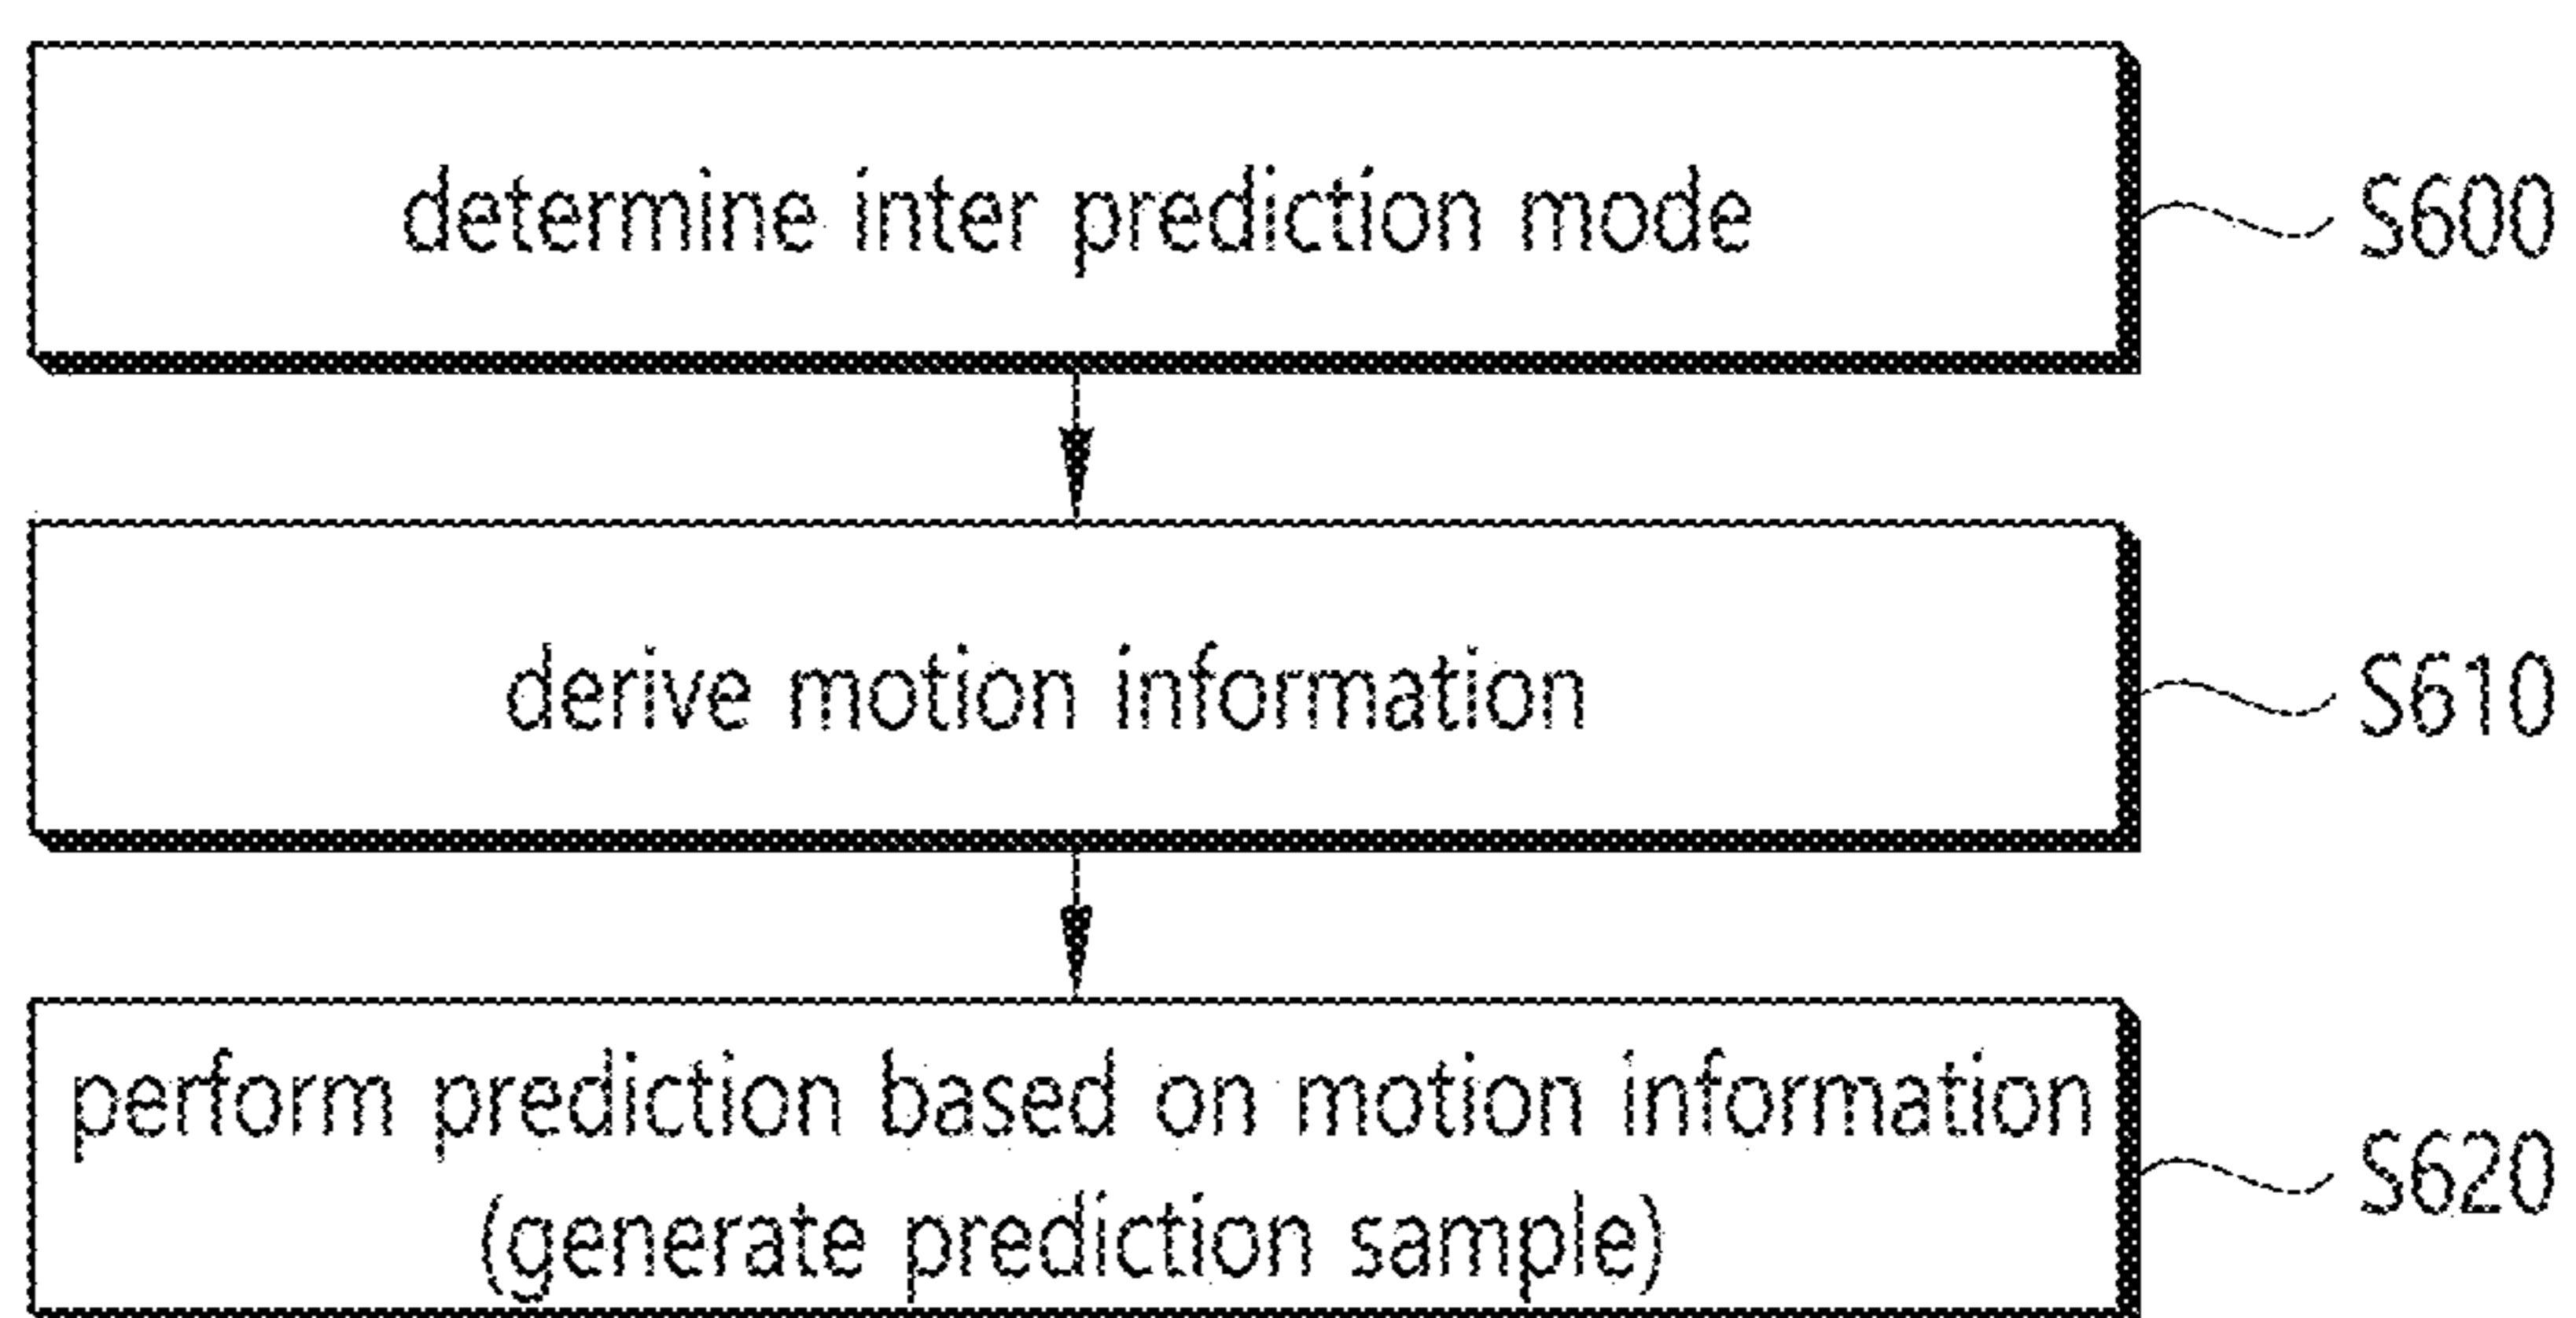 determine inter prediction mode
S600
derive motion information
S610
perform prediction based on motion information
(generate prediction sample)
S620